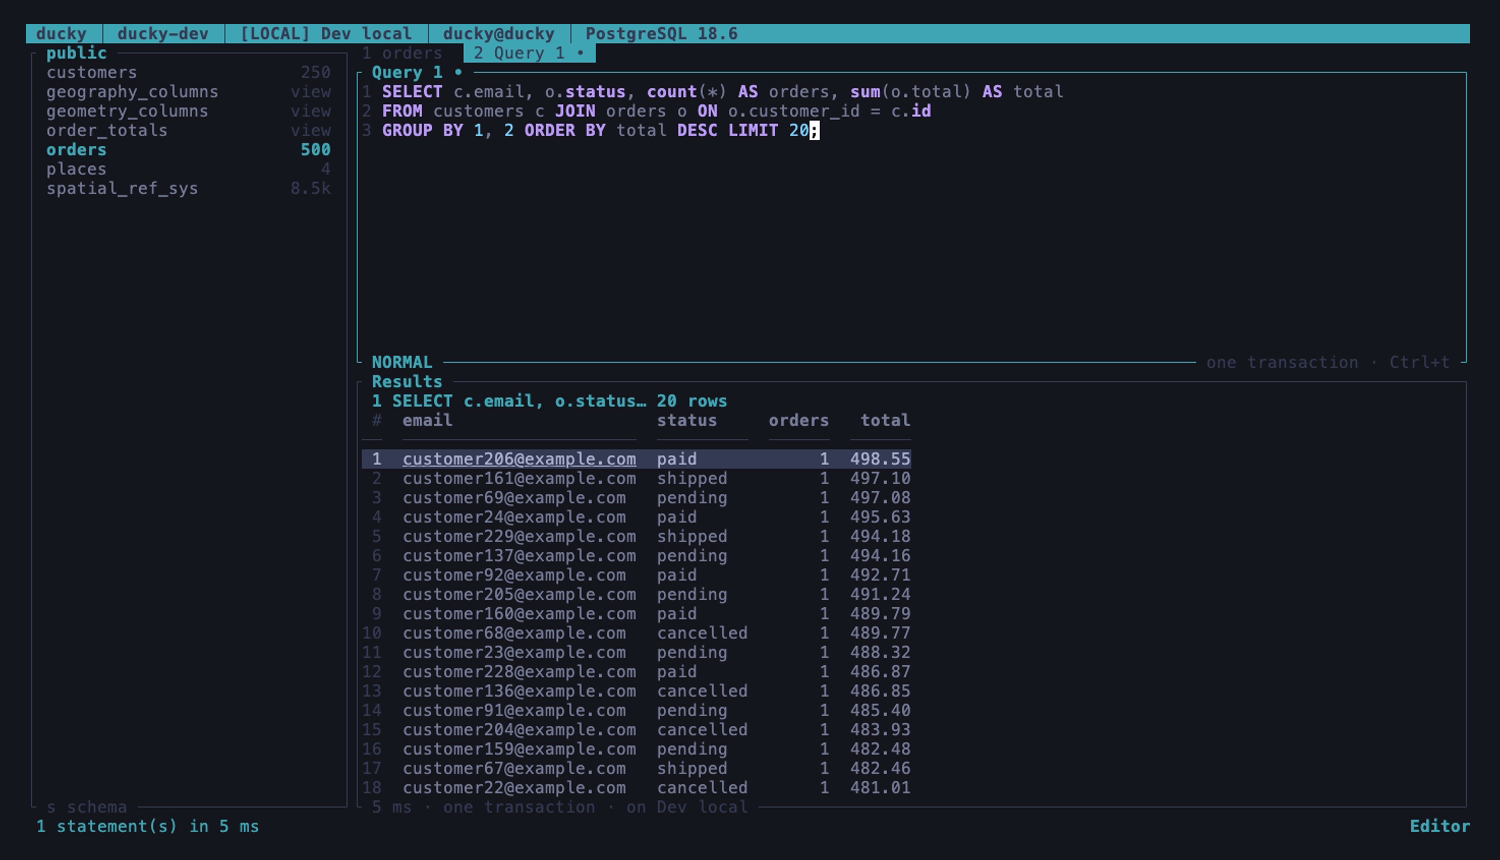 ducky │ ducky-dev │ [LOCAL] Dev local │ ducky@ducky │ PostgreSQL 18.6
public
customers 250
geography_columns view
geometry_columns view
order_totals view
orders 500
places 4
spatial_ref_sys 8.5k
s schema
1 orders 2 Query 1 •
Query 1 •
1 SELECT c.email, o.status, count(*) AS orders, sum(o.total) AS total
2 FROM customers c JOIN orders o ON o.customer_id = c.id
3 GROUP BY 1, 2 ORDER BY total DESC LIMIT 20;
NORMAL one transaction · Ctrl+t
Results
1 SELECT c.email, o.status… 20 rows
# email status orders total
1 customer206@example.com paid 1 498.55
2 customer161@example.com shipped 1 497.10
3 customer69@example.com pending 1 497.08
4 customer24@example.com paid 1 495.63
5 customer229@example.com shipped 1 494.18
6 customer137@example.com pending 1 494.16
7 customer92@example.com paid 1 492.71
8 customer205@example.com pending 1 491.24
9 customer160@example.com paid 1 489.79
10 customer68@example.com cancelled 1 489.77
11 customer23@example.com pending 1 488.32
12 customer228@example.com paid 1 486.87
13 customer136@example.com cancelled 1 486.85
14 customer91@example.com pending 1 485.40
15 customer204@example.com cancelled 1 483.93
16 customer159@example.com pending 1 482.48
17 customer67@example.com shipped 1 482.46
18 customer22@example.com cancelled 1 481.01
5 ms · one transaction · on Dev local
1 statement(s) in 5 ms Editor